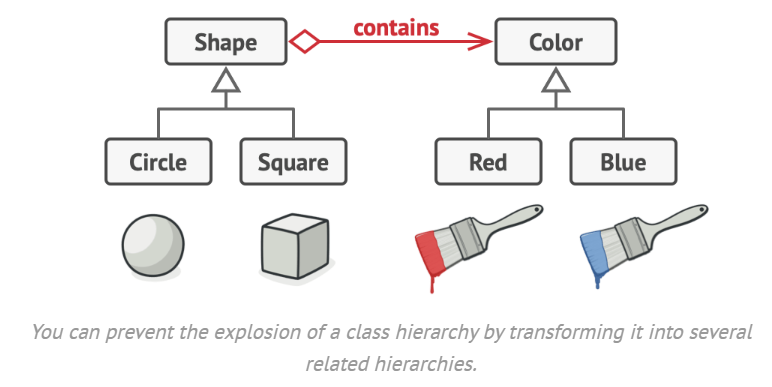 Shape
contains
Color
Circle
Square
Red
Blue
You can prevent the explosion of a class hierarchy by transforming it into several
related hierarchies.